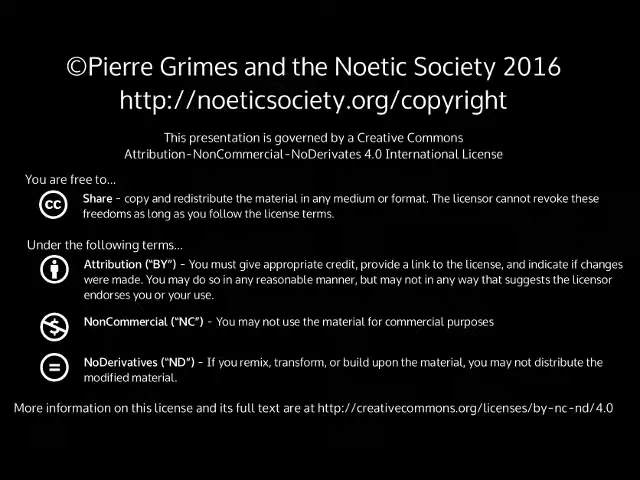 ©Pierre Grimes and the Noetic Society 2016
http://noeticsociety.org/copyright
This presentation is governed by a Creative Commons
Attribution-NonCommercial-NoDerivates 4.0 International License
You are free to...
Share - copy and redistribute the material in any medium or format. The licensor cannot revoke these
freedoms as long as you follow the license terms.
Under the following terms...
Attribution ("BY") - You must give appropriate credit, provide a link to the license, and indicate if changes
were made. You may do so in any reasonable manner, but may not in any way that suggests the licensor
endorses you or your use.
NonCommercial ("NC") - You may not use the material for commercial purposes
NoDerivatives ("ND") - If you remix, transform, or build upon the material, you may not distribute the
modified material.
More information on this license and its full text are at http://creativecommons.org/licenses/by-nc-nd/4.0